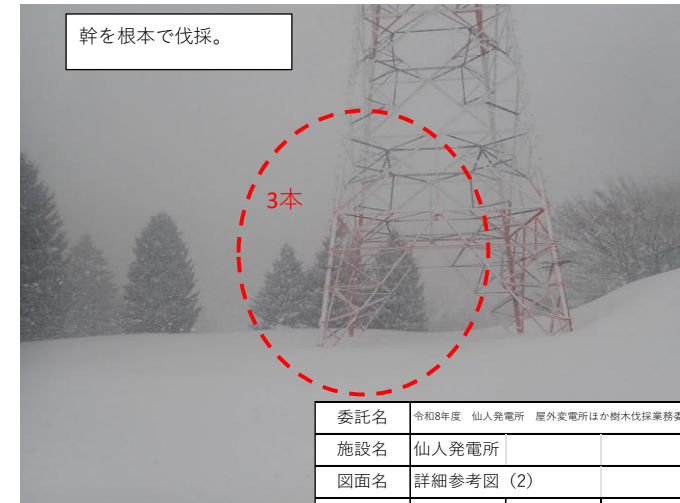 幹を根本で伐採。
3本
委託名 令和8年度　仙人発電所　屋外変電所ほか樹木伐採業務委
施設名 仙人発電所
図面名 詳細参考図（2）